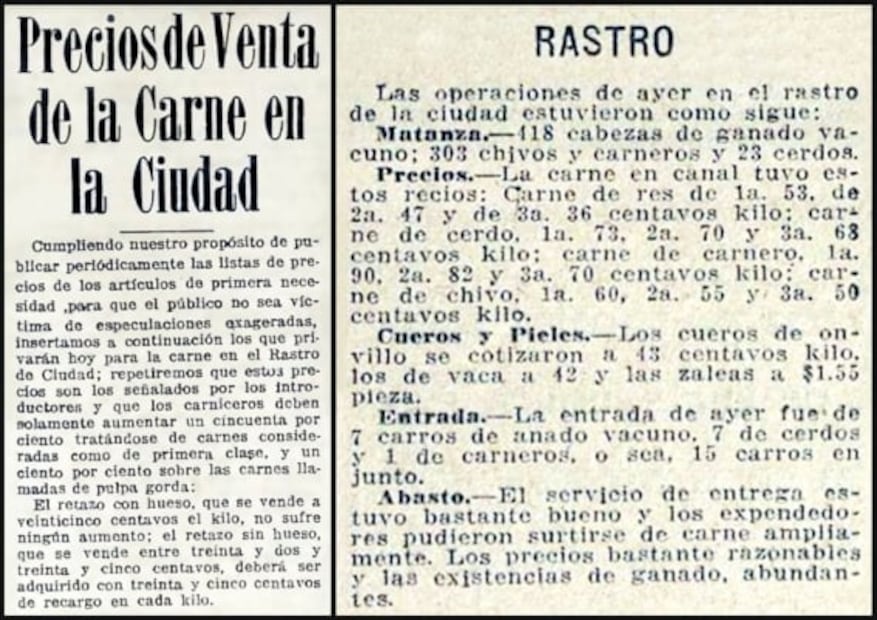 Precios de Venta
de la Carne en
la Ciudad
Cumpliendo nuestro propósito de pu-
blicar periódicamente las listas de pre-
cios de los artículos de primera nece-
sidad ,para que el público no sea víc-
tima de especulaciones exageradas,
insertamos a continuación los que pri-
varán hoy para la carne en el Rastro
de Ciudad; repetiremos que estos pre-
cios son los señalados por los intro-
ductores y que los carniceros deben
solamente aumentar un cincuenta por
ciento tratándose de carnes conside-
radas como de primera clase, y un
ciento por ciento sobre las carnes lla-
madas de pulpa gorda:
El retazo con hueso, que se vende a
veinticinco centavos el kilo, no sufre
ningún aumento; el retazo sin hueso,
que se vende entre treinta y dos y
treinta y cinco centavos, deberá ser
adquirido con treinta y cinco centavos
de recargo en cada kilo.
RASTRO
Las operaciones de ayer en el rastro
de la ciudad estuvieron como sigue:
Matanza.—418 cabezas de ganado va-
cuno; 303 chivos y carneros y 23 cerdos.
Precios.—La carne en canal tuvo es-
tos recios: Carne de res de 1a. 53, de
2a. 47 y de 3a. 36 centavos kilo; car-
ne de cerdo, 1a. 73, 2a. 70 y 3a. 68
centavos kilo; carne de carnero, 1a.
90, 2a. 82 y 3a. 70 centavos kilo; car-
ne de chivo, 1a. 60, 2a. 55 y 3a. 50
centavos kilo.
Cueros y Pieles.—Los cueros de on-
villo se cotizaron a 43 centavos kilo,
los de vaca a 42 y las zaleas a $1.55
pieza.
Entrada.—La entrada de ayer fue de
7 carros de anado vacuno, 7 de cerdos
y 1 de carneros, o sea, 15 carros en
junto.
Abasto.—El servicio de entrega es-
tuvo bastante bueno y los expendedo-
res pudieron surtirse de carne amplia-
mente. Los precios bastante razonables
y las existencias de ganado, abundan-
tes.